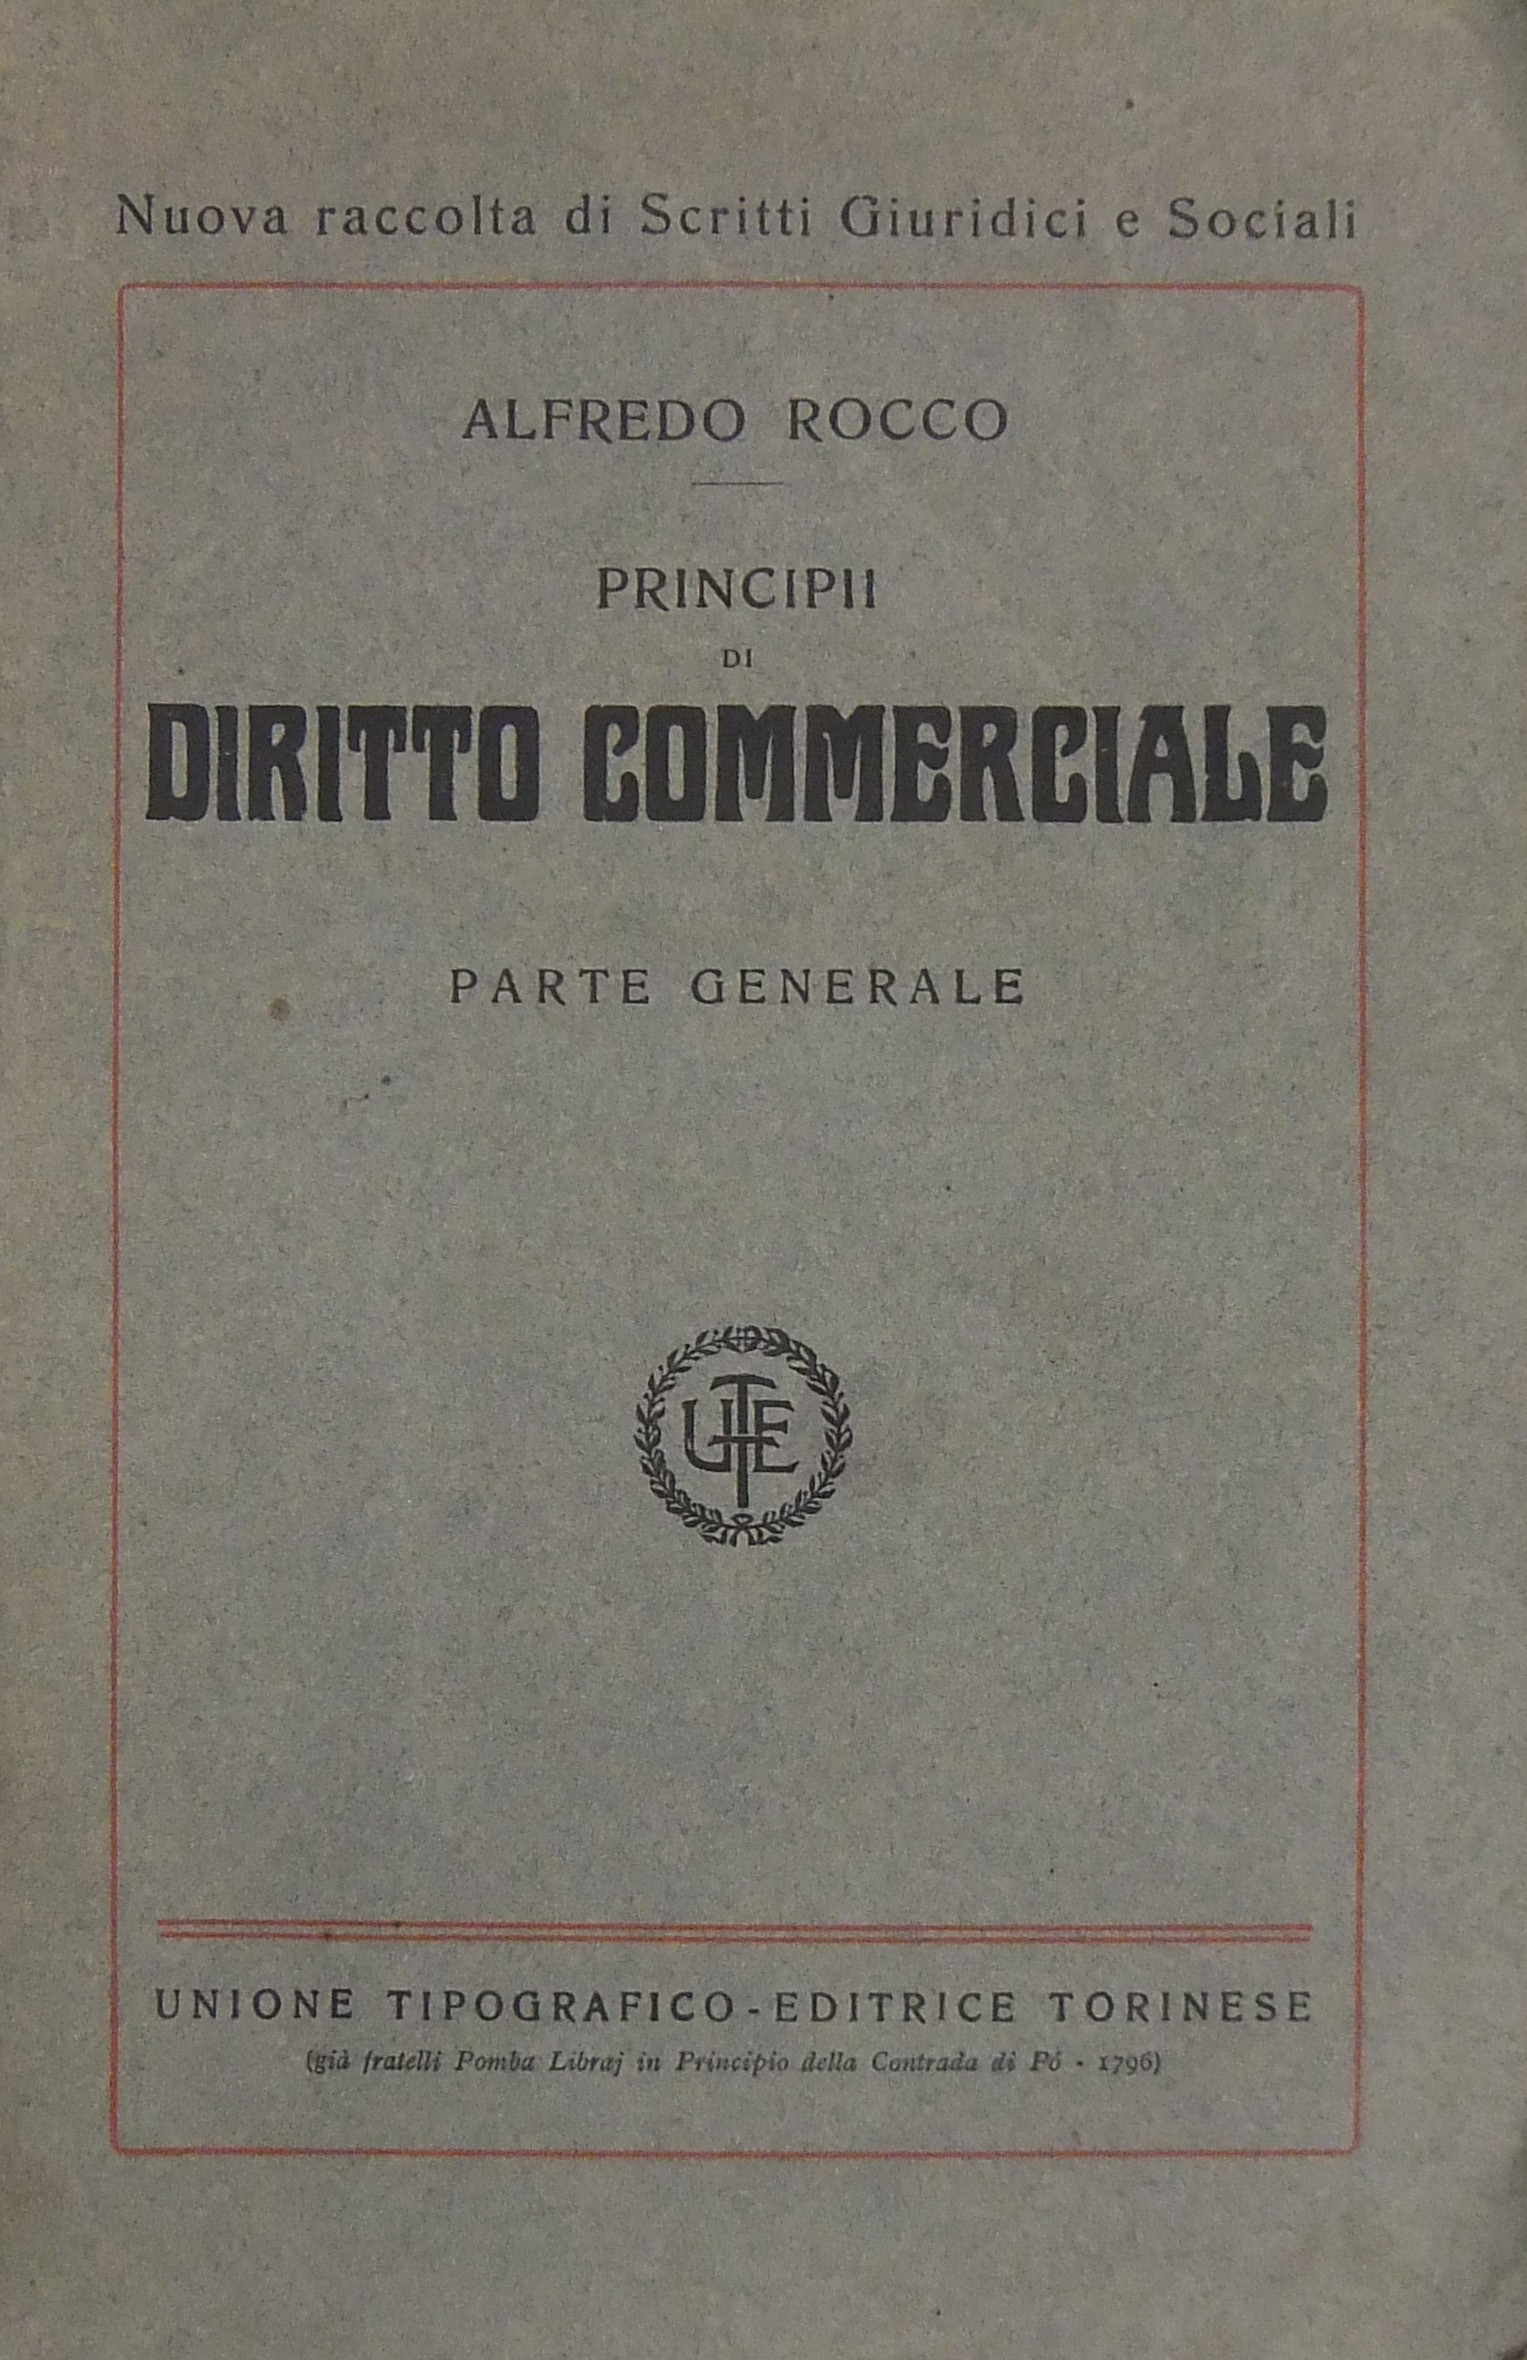 Nuova raccolta di Scritti Giuridici e Sociali
ALFREDO ROCCO
PRINCIPII
DI
DIRITTO COMMERCIALE
PARTE GENERALE
UTE
UNIONE TIPOGRAFICO-EDITRICE TORINESE
(già fratelli Pomba Libraj in Principio della Contrada di Pó - 1796)